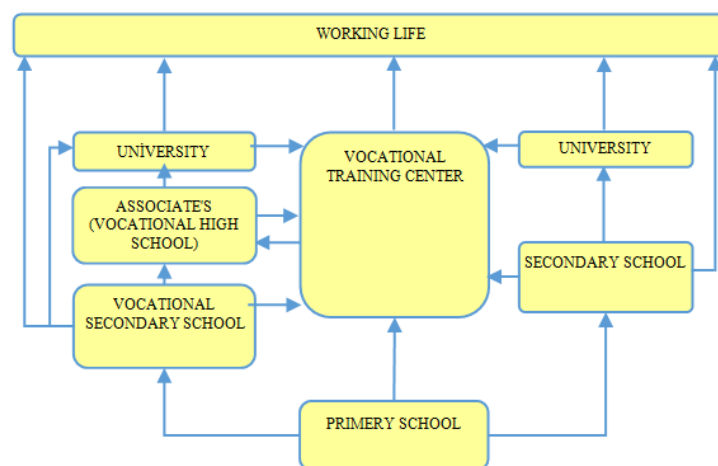 WORKING LIFE
UNİVERSITY
VOCATIONAL
TRAINING CENTER
UNIVERSITY
ASSOCIATE'S
(VOCATIONAL HIGH
SCHOOL)
SECONDARY SCHOOL
VOCATIONAL
SECONDARY SCHOOL
PRIMERY SCHOOL